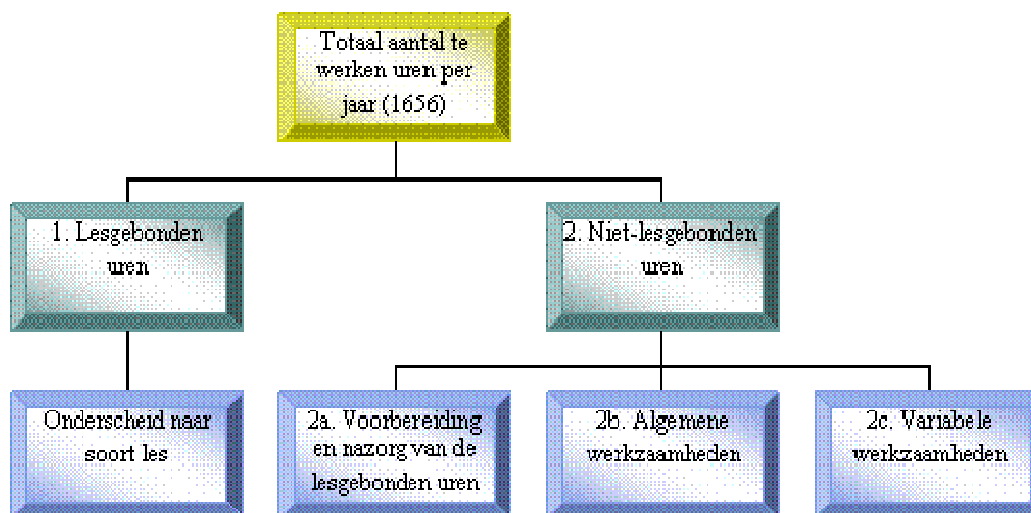 Totaal aantal te
werken uren per
jaar (1656)
1. Lesgebonden
uren
2. Niet-lesgebonden
uren
Onderscheid naar
soort les
2a. Voorbereiding
en nazorg van de
lesgebonden uren
2b. Algemene
werkzaamheden
2c. Variabele
werkzaamheden